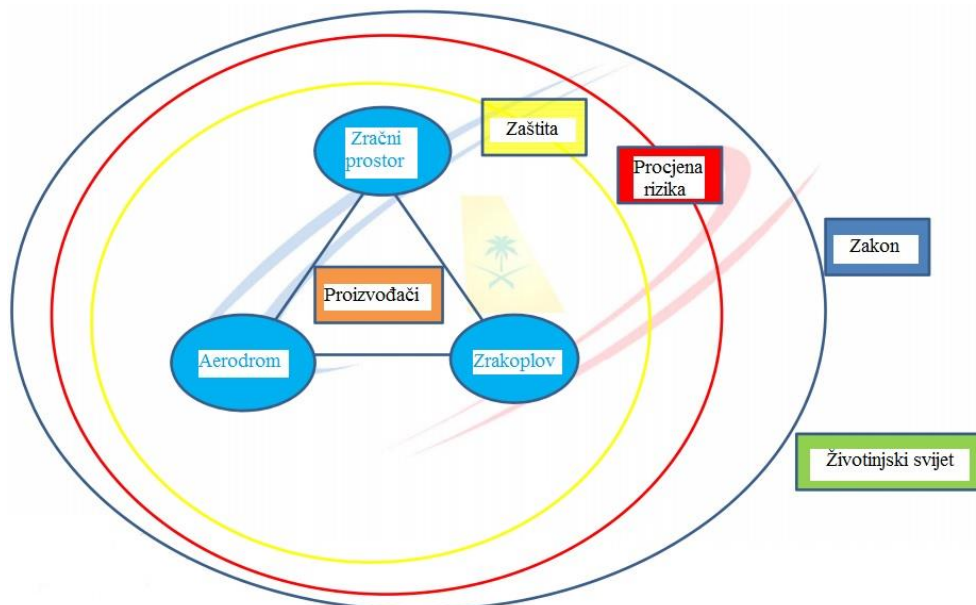 Zračni
prostor
Zaštita
Procjena
rizika
Zakon
Proizvođači
Aerodrom
Zrakoplov
Životinjski svijet